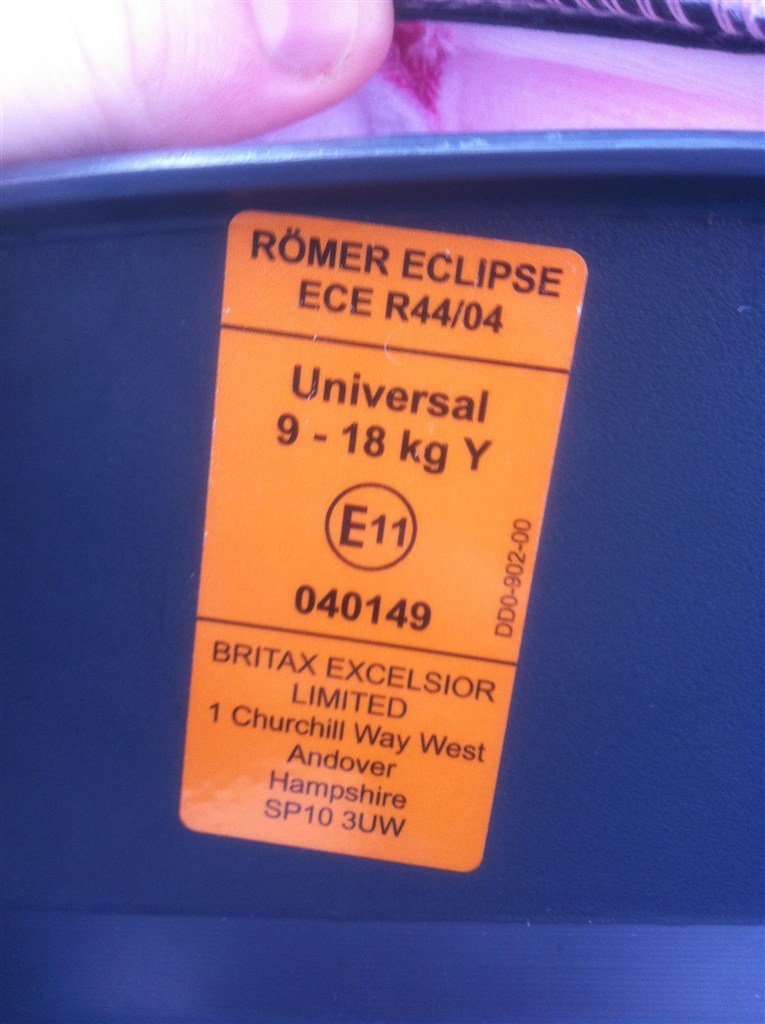 RÖMER ECLIPSE
ECE R44/04
Universal
9 - 18 kg Y
E11
040149
DD0-902-00
BRITAX EXCELSIOR
LIMITED
1 Churchill Way West
Andover
Hampshire
SP10 3UW